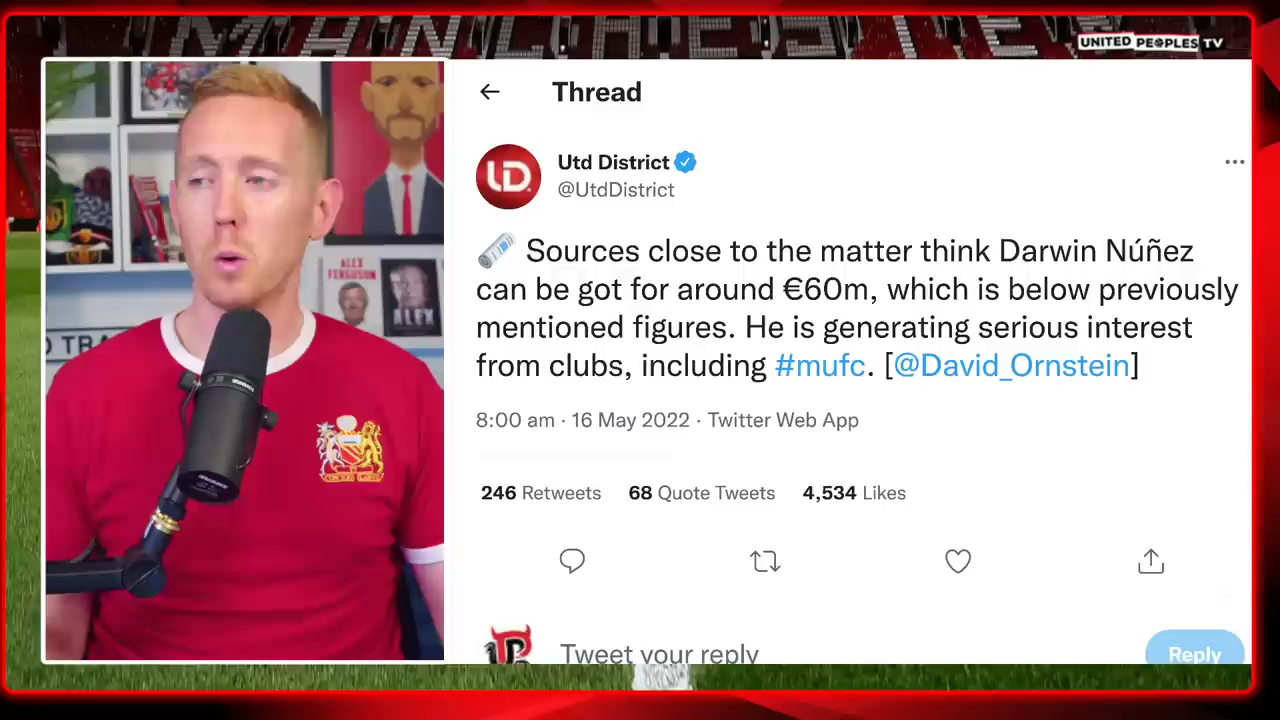 MANCHESTE
UNITED PEOPLES TV
Thread
Utd District
@UtdDistrict
Sources close to the matter think Darwin Núñez
can be got for around €60m, which is below previously
mentioned figures. He is generating serious interest
from clubs, including #mufc. [@David_Ornstein]
8:00 am · 16 May 2022 · Twitter Web App
246 Retweets 68 Quote Tweets 4,534 Likes
Tweet your reply
Reply
ALEX
FERGUSON
ALEX
D TRA